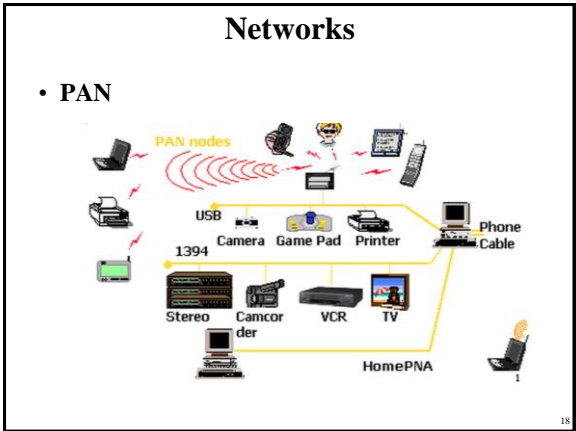 Networks
• PAN
PAN nodes
USB
Camera Game Pad Printer
Phone
Cable
1394
Stereo Camcor VCR TV
der
HomePNA
1
18